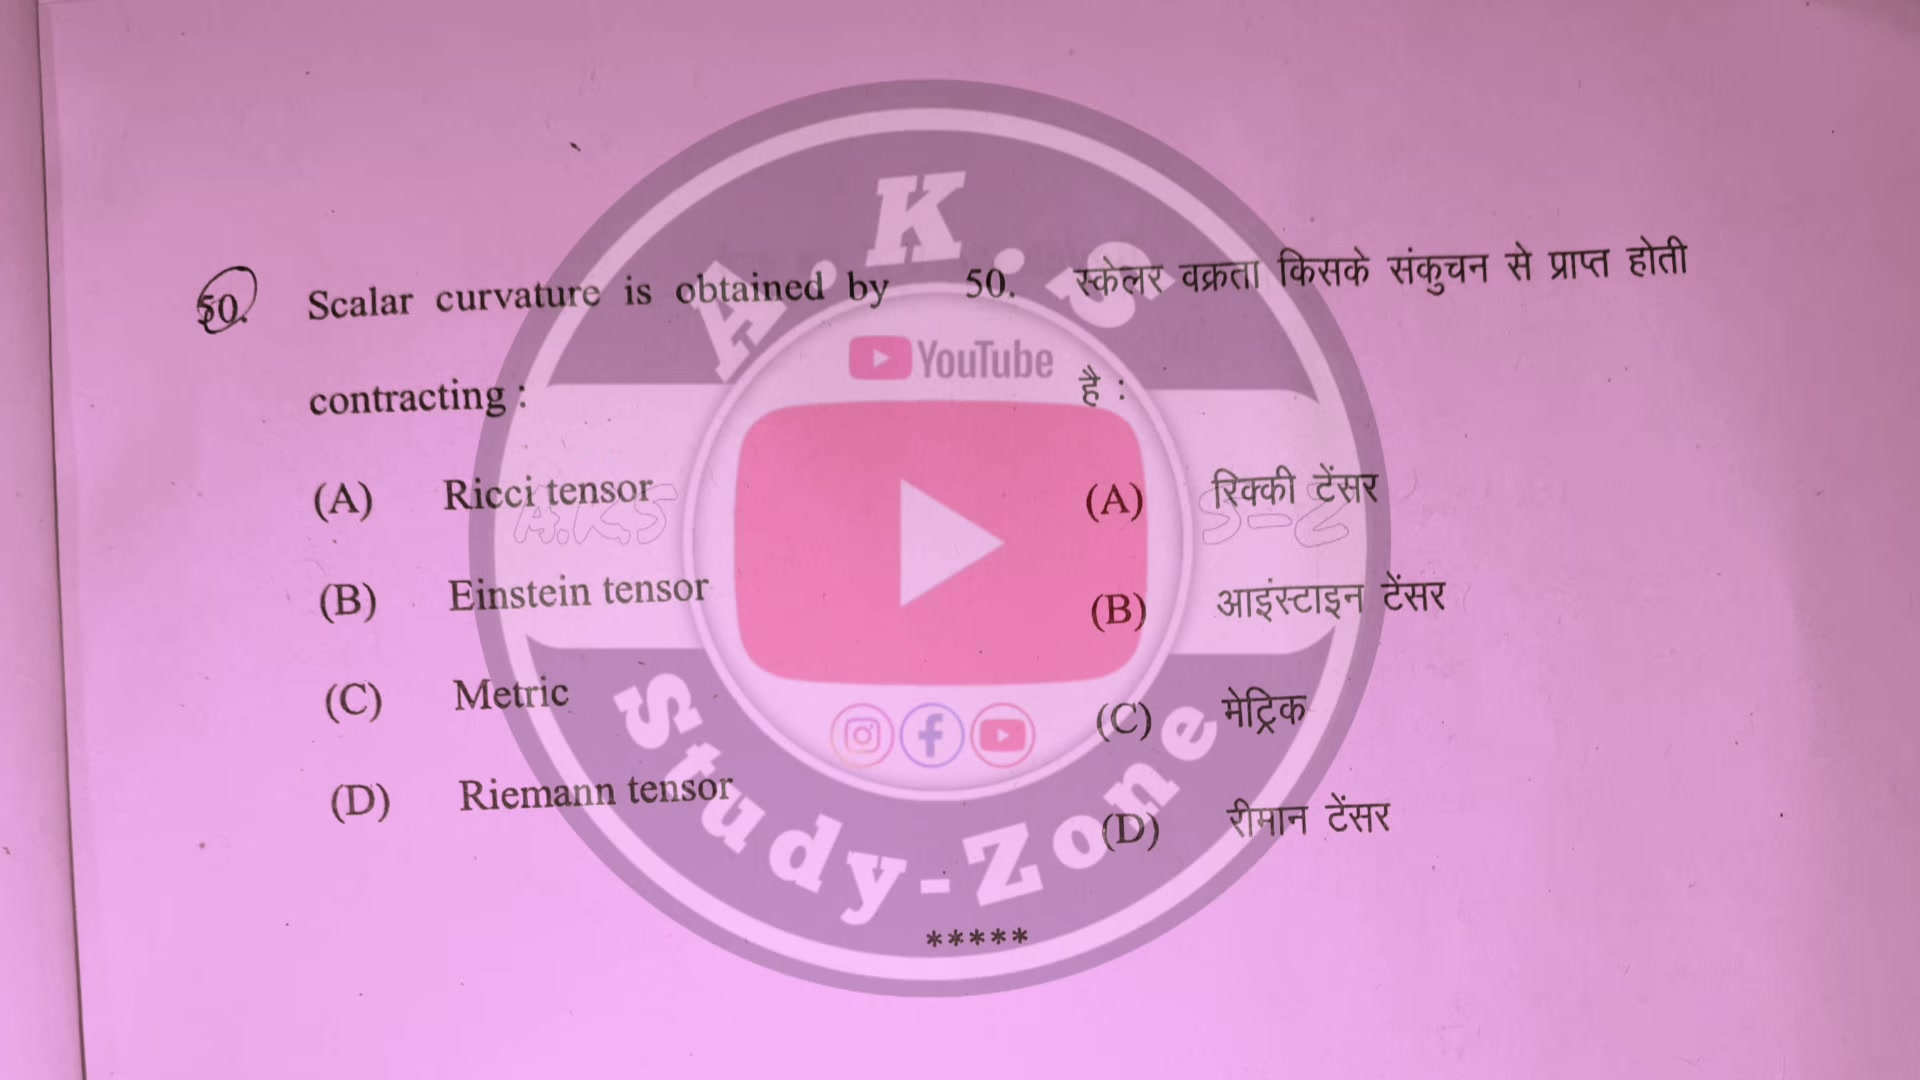 50. Scalar curvature is obtained by
contracting :
(A) Ricci tensor
(B) Einstein tensor
(C) Metric
(D) Riemann tensor
50. स्केलर वक्रता किसके संकुचन से प्राप्त होती
है :
(A) रिक्की टेंसर
(B) आइंस्टाइन टेंसर
(C) मेट्रिक
(D) रीमान टेंसर
*****
A.K.S
YouTube
A.K.S
S-Z
Study-Zone